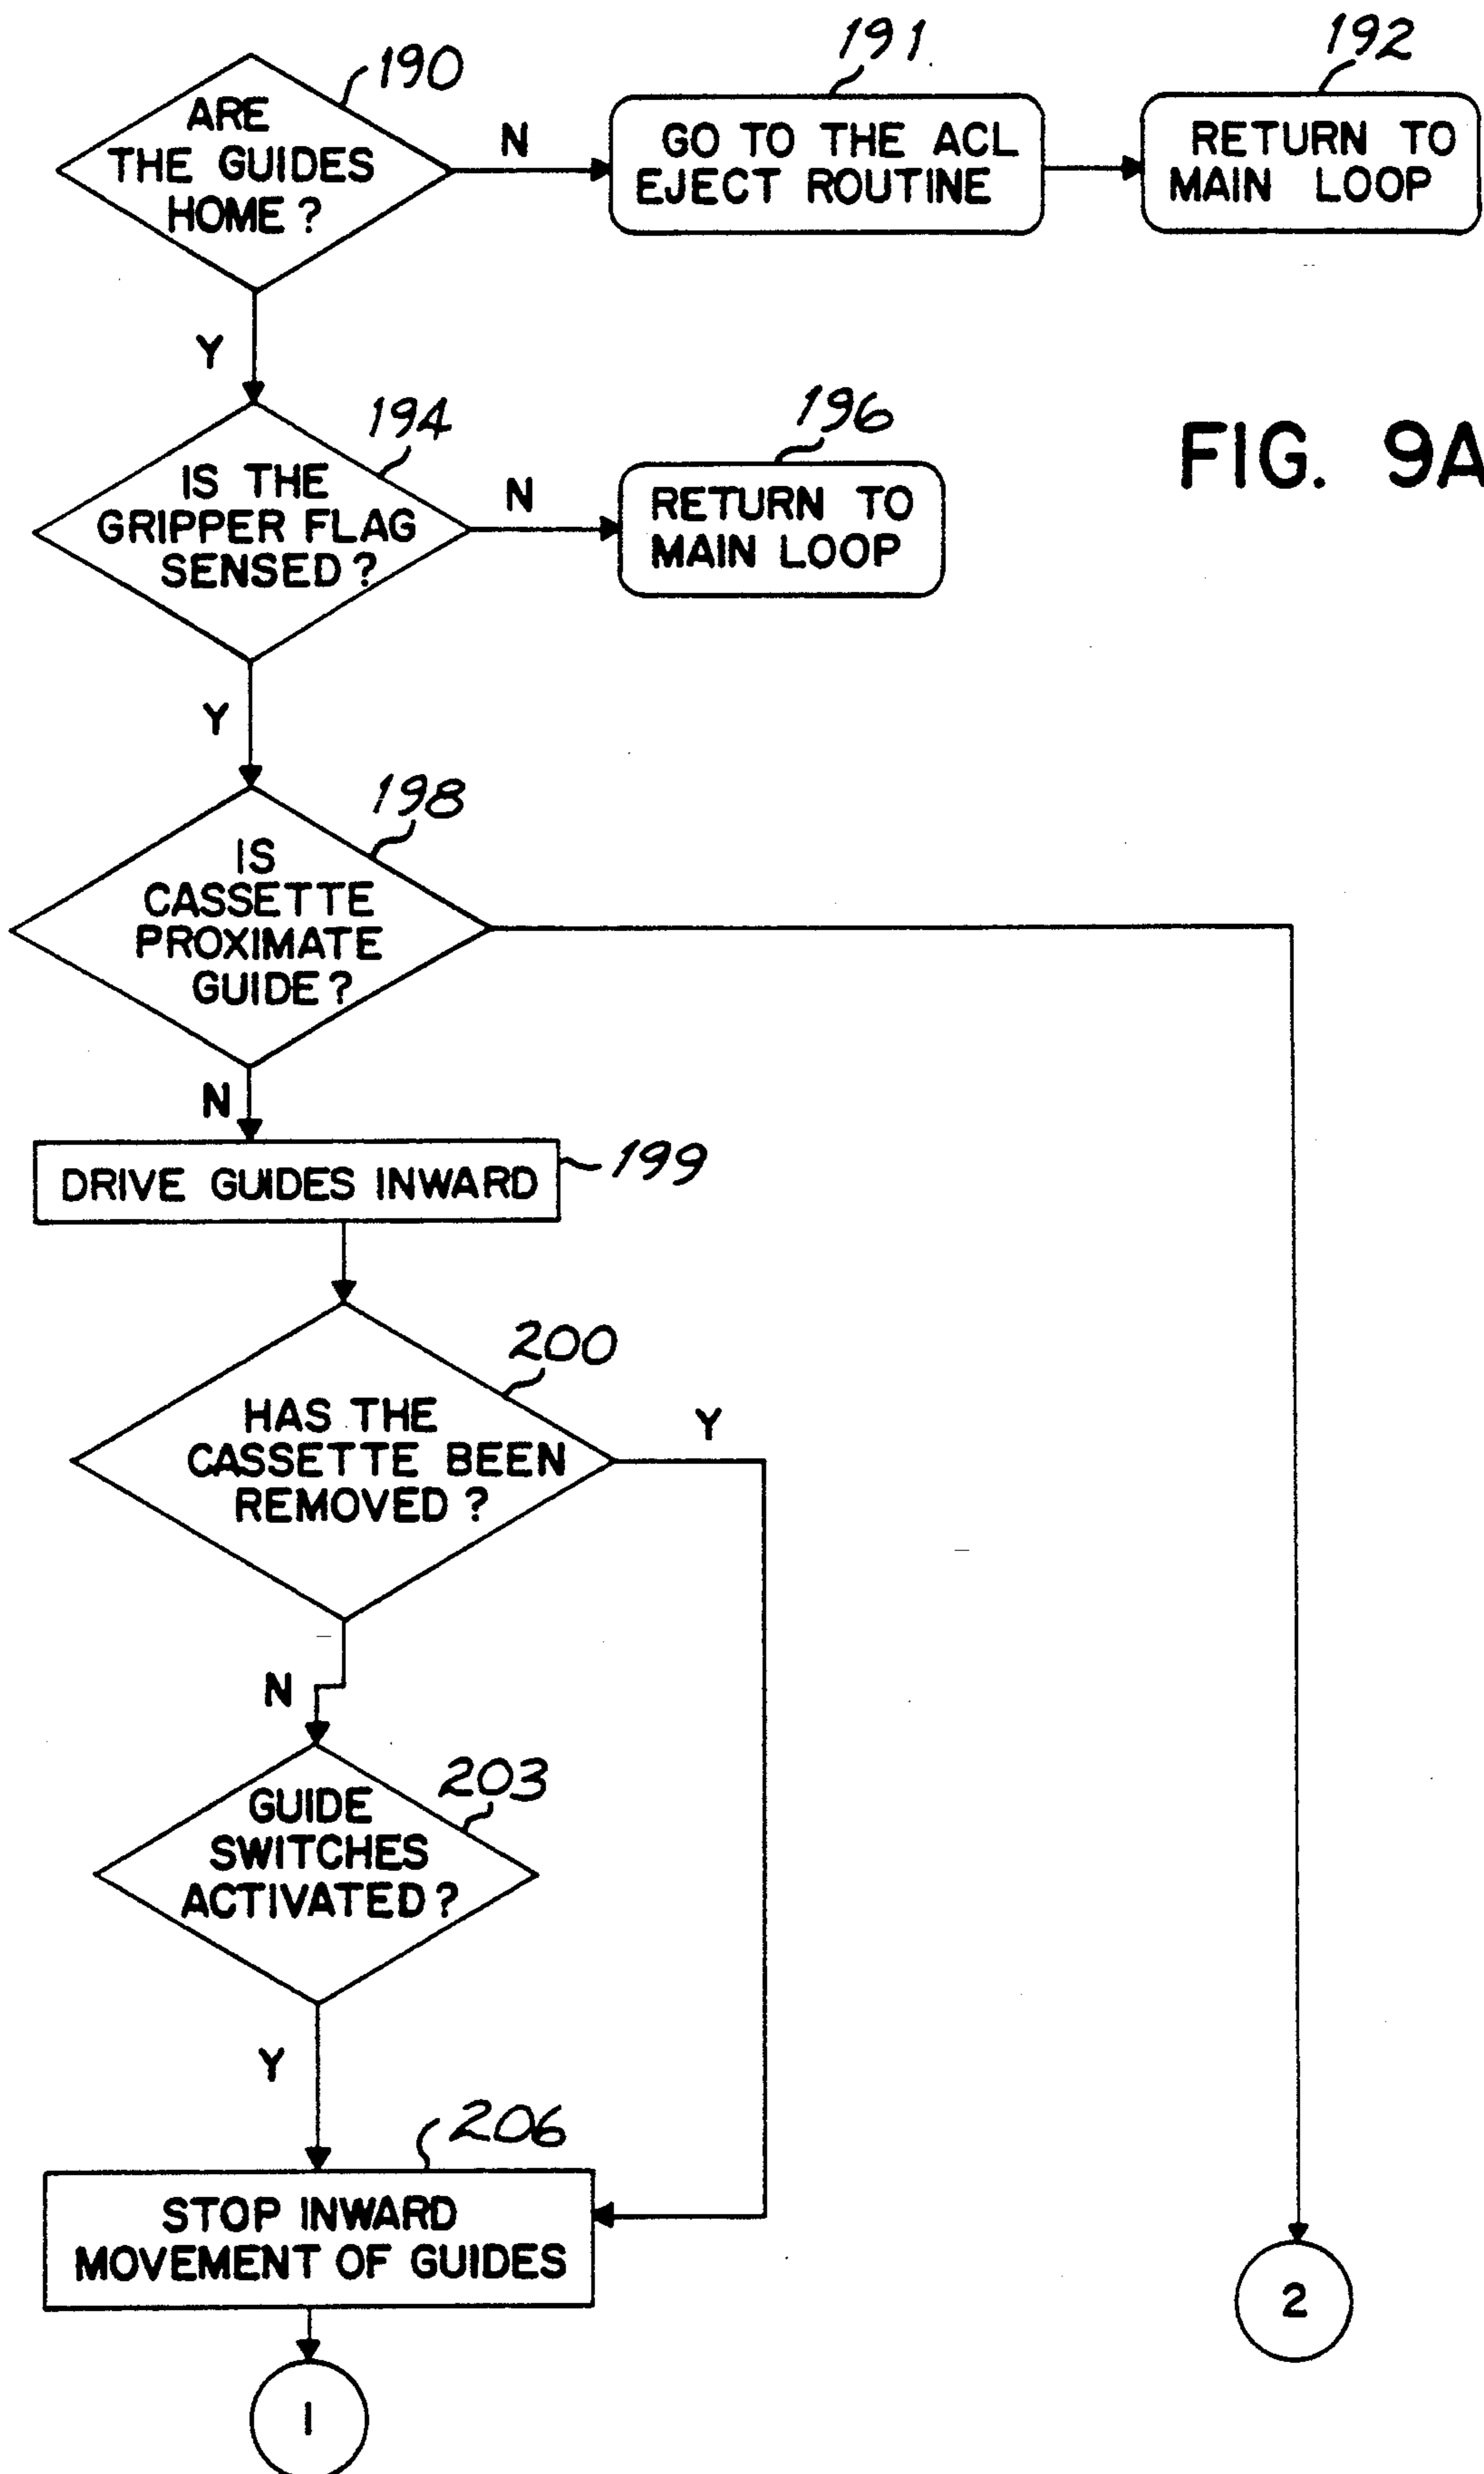 190
ARE
THE GUIDES
HOME?
N
191
GO TO THE ACL
EJECT ROUTINE
192
RETURN TO
MAIN LOOP
Y
194
IS THE
GRIPPER FLAG
SENSED?
N
196
RETURN TO
MAIN LOOP
FIG. 9A
Y
198
IS
CASSETTE
PROXIMATE
GUIDE?
N
DRIVE GUIDES INWARD
199
200
HAS THE
CASSETTE BEEN
REMOVED?
Y
N
203
GUIDE
SWITCHES
ACTIVATED?
Y
206
STOP INWARD
MOVEMENT OF GUIDES
2
1